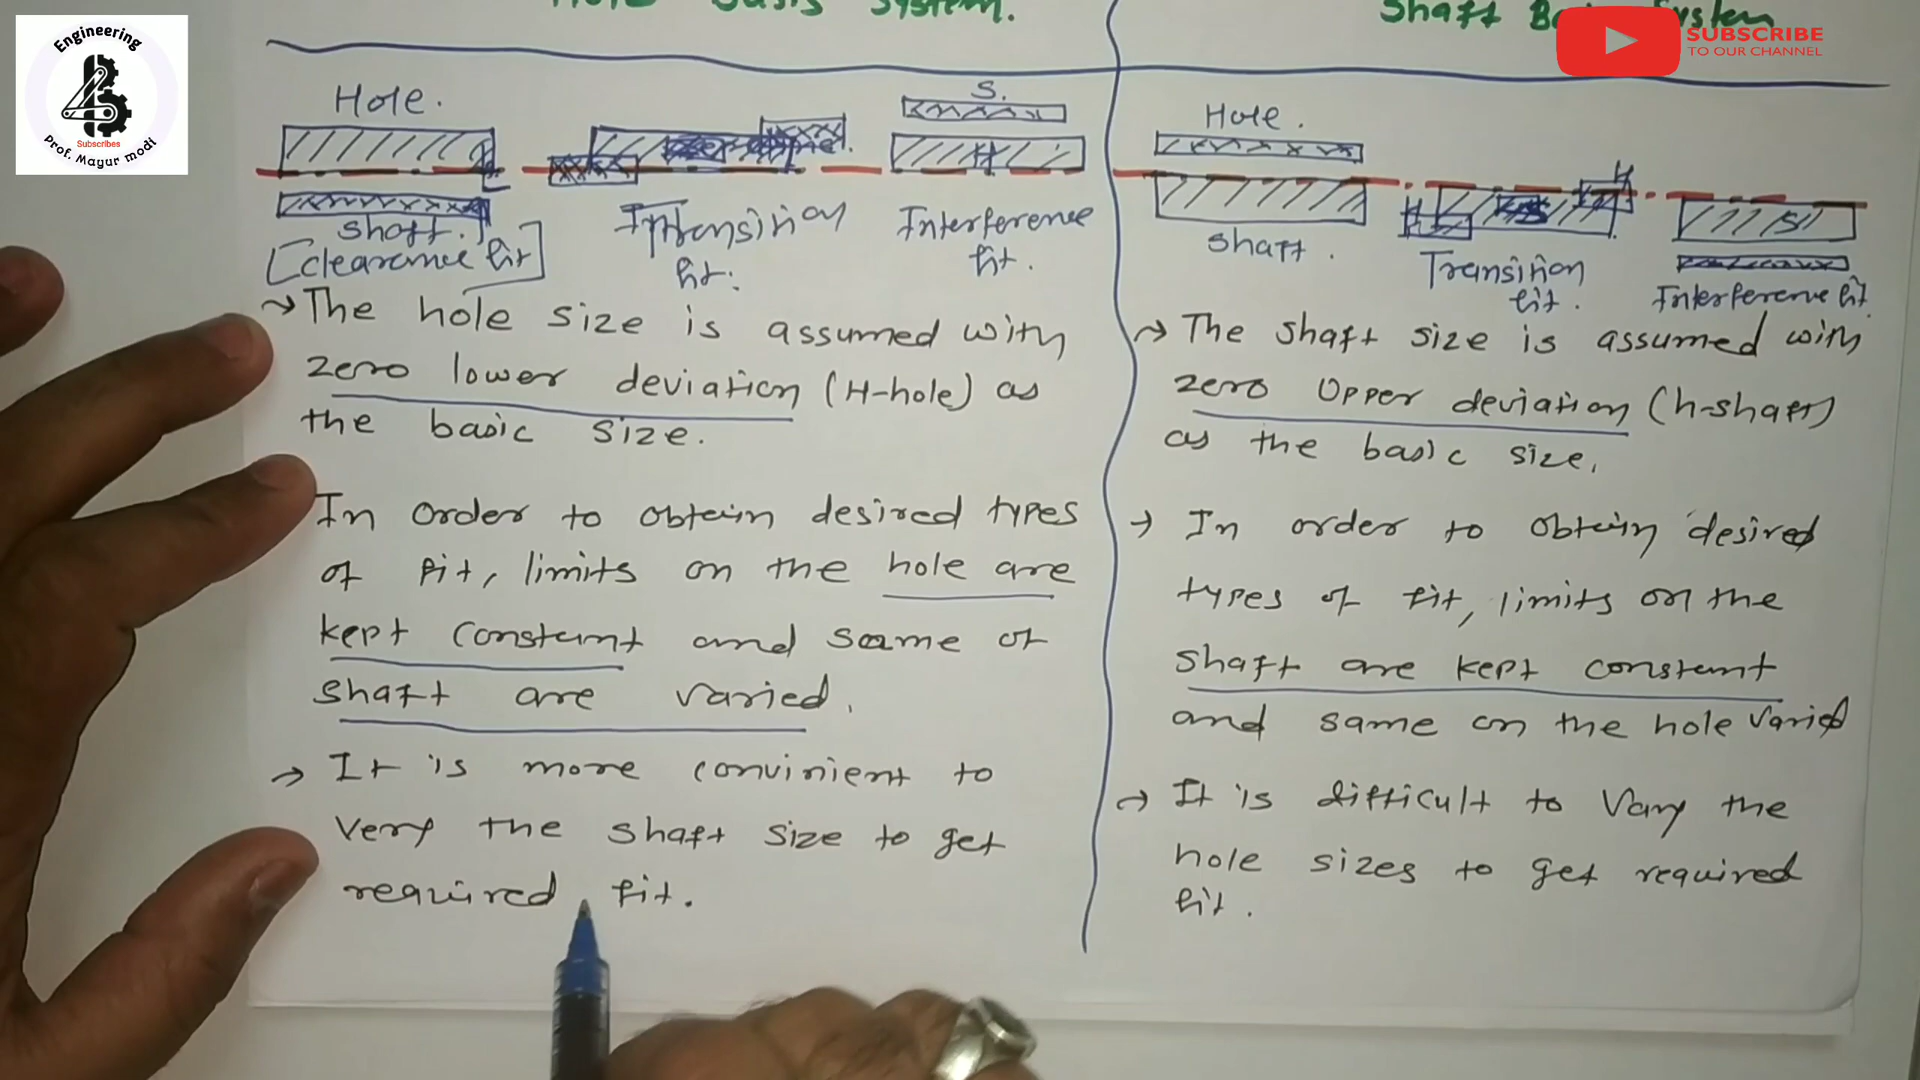 Engineering
Subscribes
Prof. Mayur modi
SUBSCRIBE
TO OUR CHANNEL
Hole Basis System.
Hole.
S.
H
shaft.
[clearance fit]
Transition
fit.
Interference
fit.
→ The hole size is assumed with
zero lower deviation (H-hole) as
the basic size.
In order to obtain desired types
of fit, limits on the hole are
kept constant and same of
shaft are varied.
→ It is more convinient to
very the shaft size to get
required fit.
Shaft Basis System
Hole.
shaft.
H
H
S
Transition
fit.
S
Interference fit
→ The shaft size is assumed with
zero Upper deviation (h-shaft)
as the basic size.
→ In order to obtain desired
types of fit, limits on the
shaft are kept constant
and same on the hole varied
→ It is difficult to Vary the
hole sizes to get required
fit.